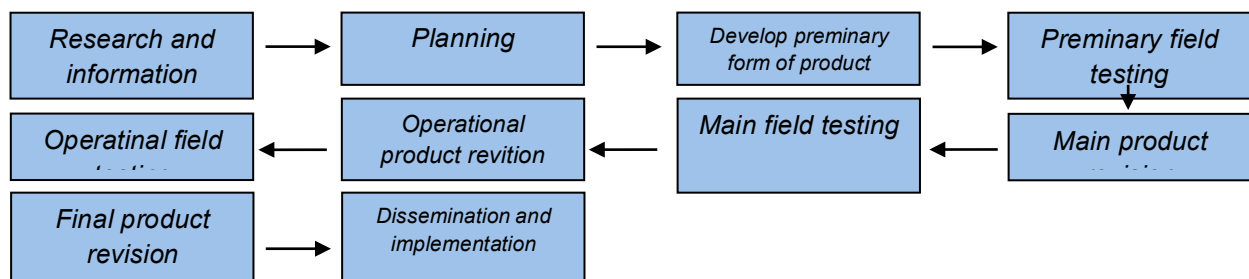 Research and
information
Planning
Develop preminary
form of product
Preminary field
testing
Operatinal field
Operational
product revition
Main field testing
Main product
Final product
revision
Dissemination and
implementation